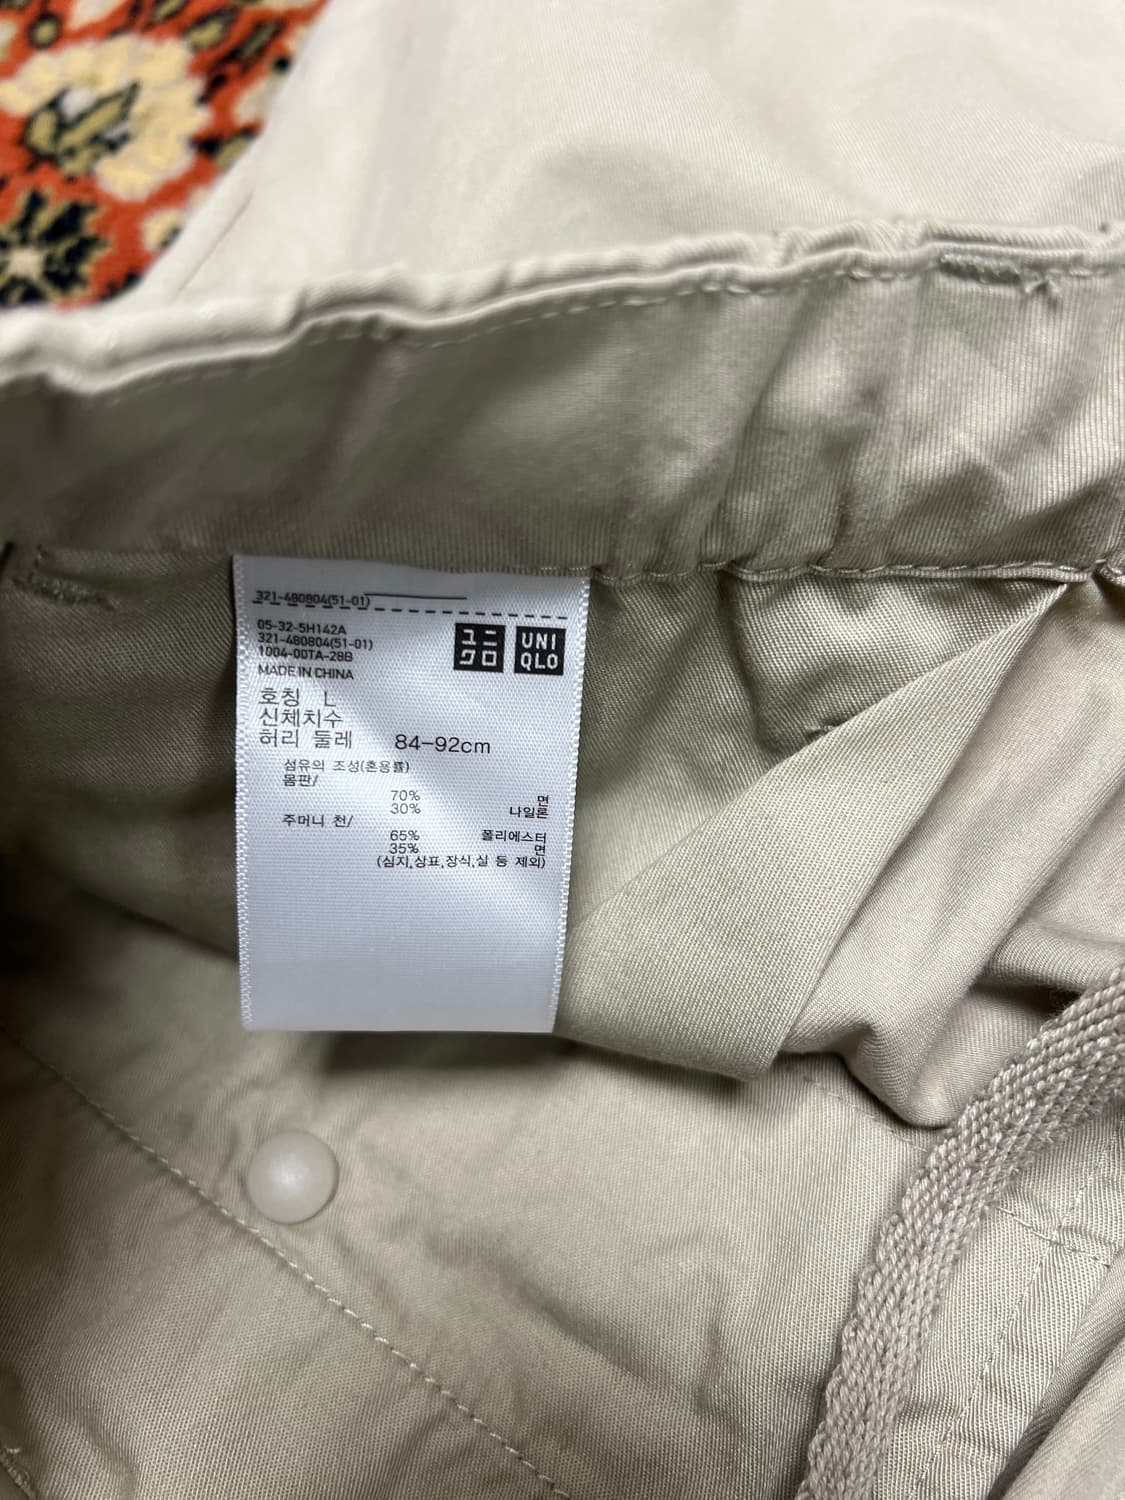 321-480804(51-01)
05-32-5H142A
321-480804(51-01)
1004-00TA-28B
MADE IN CHINA
ユニ
クロ
UNI
QLO
호칭 L
신체치수
허리 둘레 84-92cm
섬유의 조성(혼용률)
몸판/
70% 면
30% 나일론
주머니 천/
65% 폴리에스터
35% 면
(심지,상표,장식,실 등 제외)